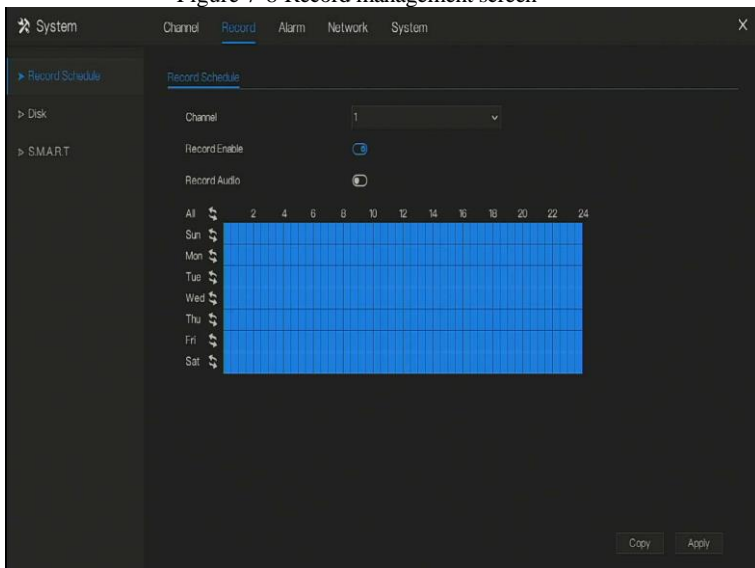 Figure 7-8 Record management screen
System
Channel Record Alarm Network System X
Record Schedule
Disk
S.M.A.R.T
Record Schedule
Channel 1
Record Enable
Record Audio
All 2 4 6 8 10 12 14 16 18 20 22 24
Sun
Mon
Tue
Wed
Thu
Fri
Sat
Copy Apply